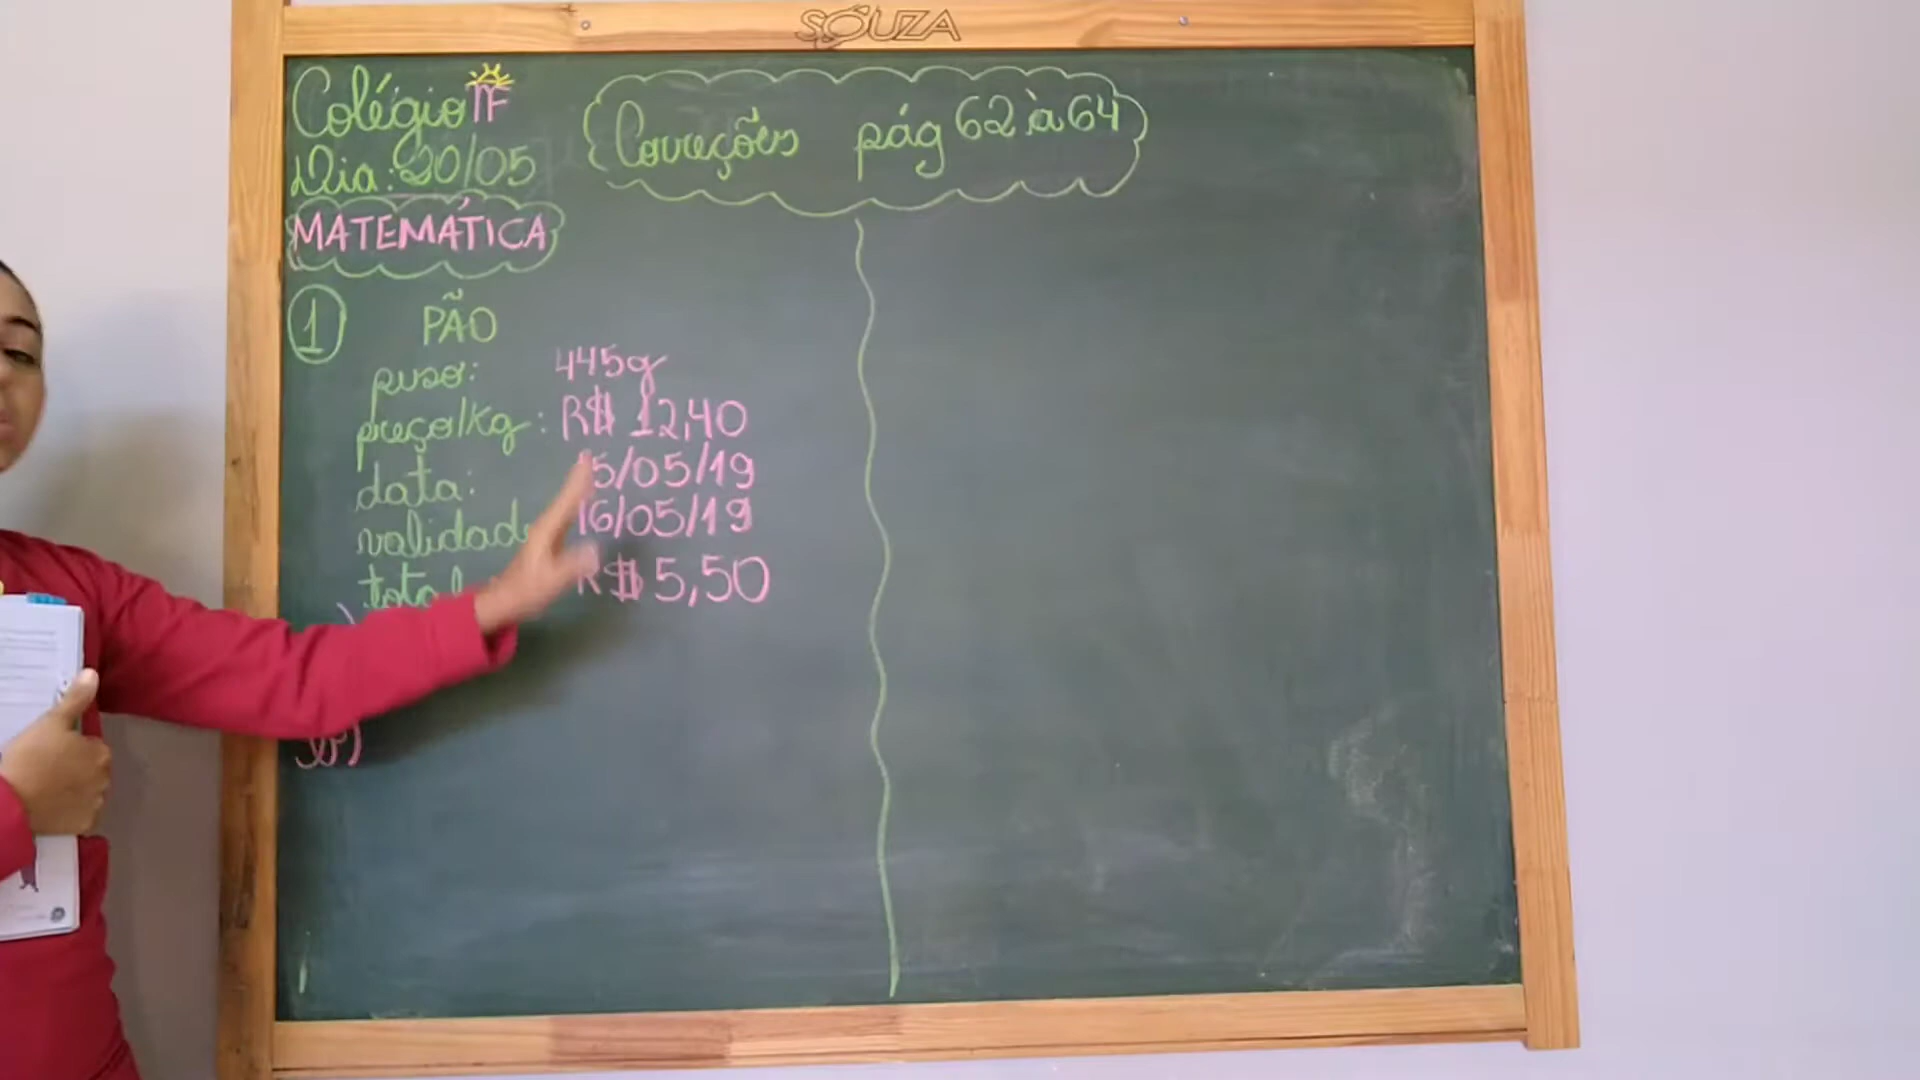 SOUZA
Colégio TF
Dia: 20/05
Correções pág 62 à 64
MATEMÁTICA
1 PÃO
peso: 445g
preço/Kg: R$ 12,40
data: 15/05/19
validade 16/05/19
total R$ 5,50
b)